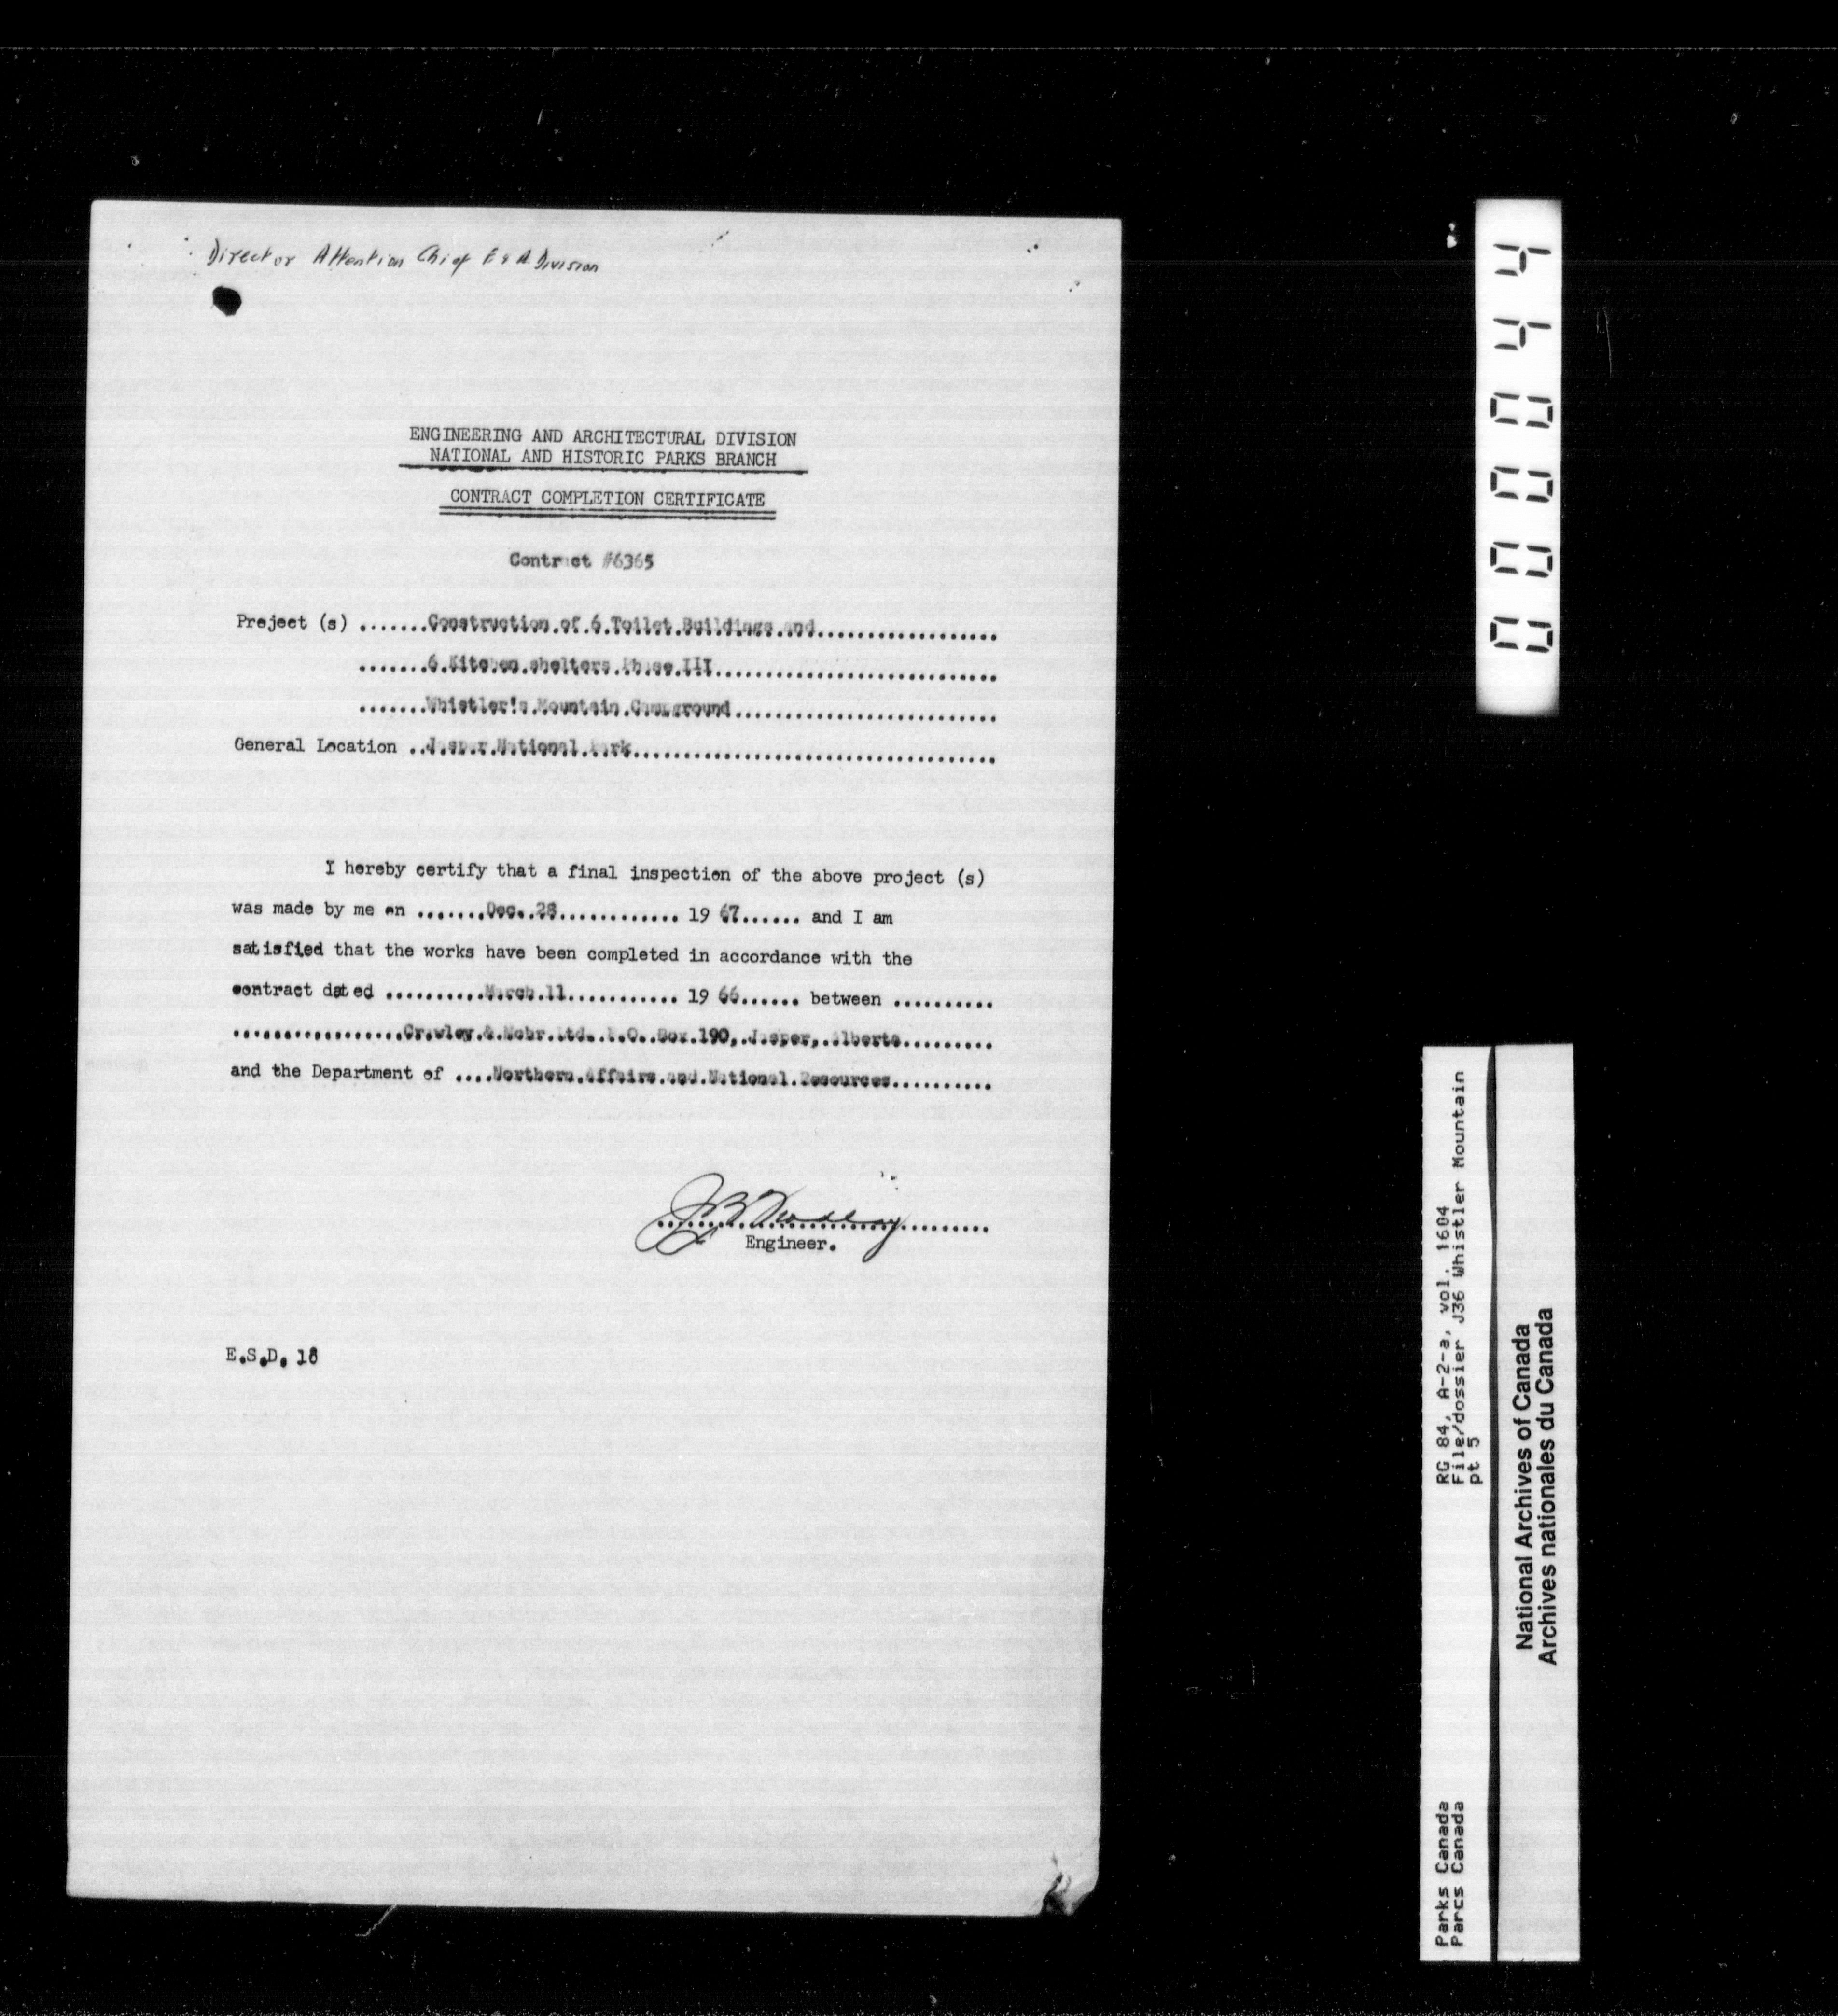 Director Attention Chief E & A. Division
ENGINEERING AND ARCHITECTURAL DIVISION
NATIONAL AND HISTORIC PARKS BRANCH
CONTRACT COMPLETION CERTIFICATE
Contract #6365
Project (s) .......Construction.of.6.Toilet.Buildings.and..................
.......6.Kitchen.shelters.Phase.III............................
.......Whistler's.Mountain.Campground..........................
General Location ..Jasper.National.Park....................................
I hereby certify that a final inspection of the above project (s)
was made by me on .......Dec..28............ 19 67...... and I am
satisfied that the works have been completed in accordance with the
contract dated ..........March.11........... 19 66...... between ..........
.................Crawley.&.Mohr.Ltd..P.O..Box.190,.Jasper,.Alberta.........
and the Department of ....Northern.Affairs.and.National.Resources..........
Engineer.
E.S.D. 18
000044
RG 84, A-2-a, vol. 1604
File/dossier J36 Whistler Mountain
pt 5
Parks Canada
Parcs Canada
National Archives of Canada
Archives nationales du Canada